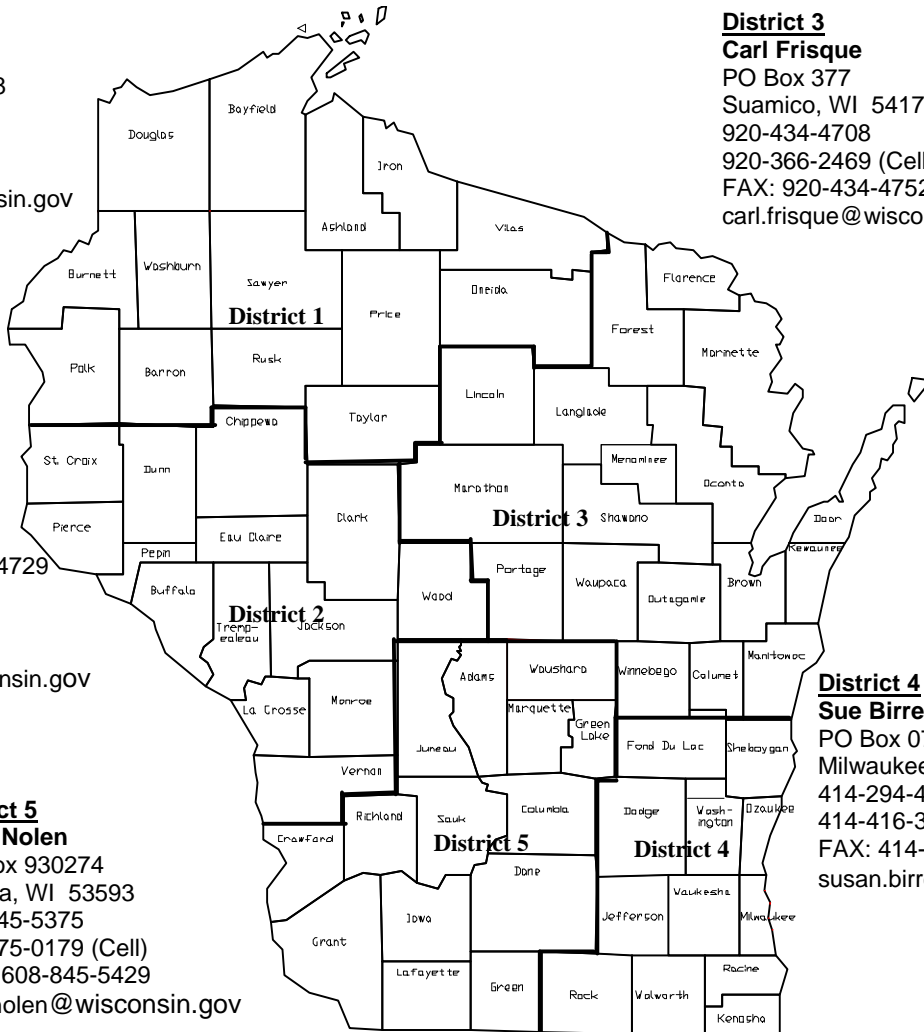 District 3
Carl Frisque
PO Box 377
Suamico, WI 5417
920-434-4708
920-366-2469 (Cell
FAX: 920-434-4752
carl.frisque@wisco
3
sin.gov
4729
nsin.gov
ct 5
Nolen
ox 930274
a, WI 53593
45-5375
75-0179 (Cell)
608-845-5429
nolen@wisconsin.gov
District 4
Sue Birre
PO Box 07
Milwaukee
414-294-4
414-416-3
FAX: 414-
susan.birr
Douglas
Bayfield
Iron
Ashland
Vilas
Burnett
Washburn
Sawyer
District 1
Price
Oneida
Florence
Forest
Marinette
Polk
Barron
Rusk
Lincoln
Langlade
Taylor
Chippewa
St. Croix
Dunn
Menominee
Oconto
Marathon
District 3
Shawano
Clark
Pierce
Eau Claire
Door
Kewaunee
Pepin
Buffalo
Wood
Portage
Waupaca
Outagamie
Brown
District 2
Tremp-
ealeau
Jackson
Manitowoc
Adams
Waushara
Winnebago
Calumet
La Crosse
Monroe
Marquette
Green
Lake
Juneau
Fond Du Lac
Sheboygan
Vernon
Richland
Sauk
Columbia
Dodge
Wash-
ington
Ozaukee
Crawford
District 5
District 4
Dane
Iowa
Jefferson
Waukesha
Milwaukee
Grant
Lafayette
Green
Rock
Walworth
Racine
Kenosha